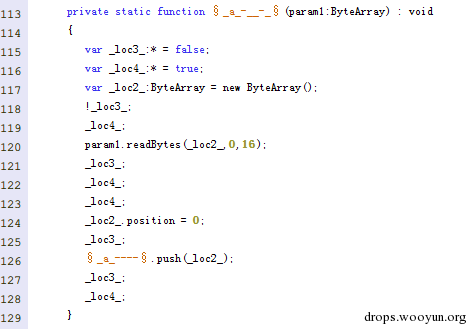 113 private static function §_a_-__-_§(param1:ByteArray) : void
114 {
115 var _loc3_:* = false;
116 var _loc4_:* = true;
117 var _loc2_:ByteArray = new ByteArray();
118 !_loc3_;
119 _loc4_;
120 param1.readBytes(_loc2_,0,16);
121 _loc3_;
122 _loc4_;
123 _loc4_;
124 _loc2_.position = 0;
125 _loc3_;
126 §_a_----§.push(_loc2_);
127 _loc3_;
128 _loc4_;
129 }
drops.wooyun.org